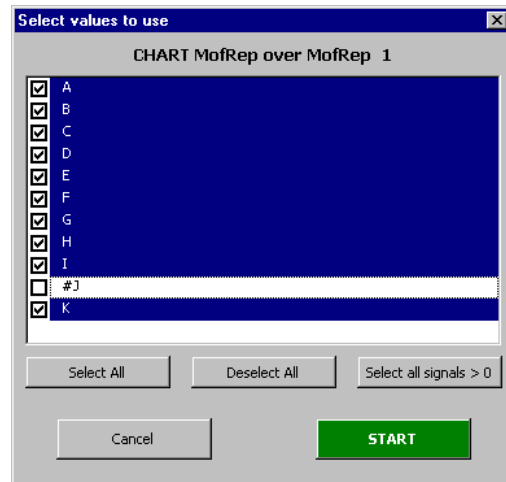 Select values to use
CHART MofRep over MofRep 1
A
B
C
D
E
F
G
H
I
#J
K
Select All
Deselect All
Select all signals > 0
Cancel
START